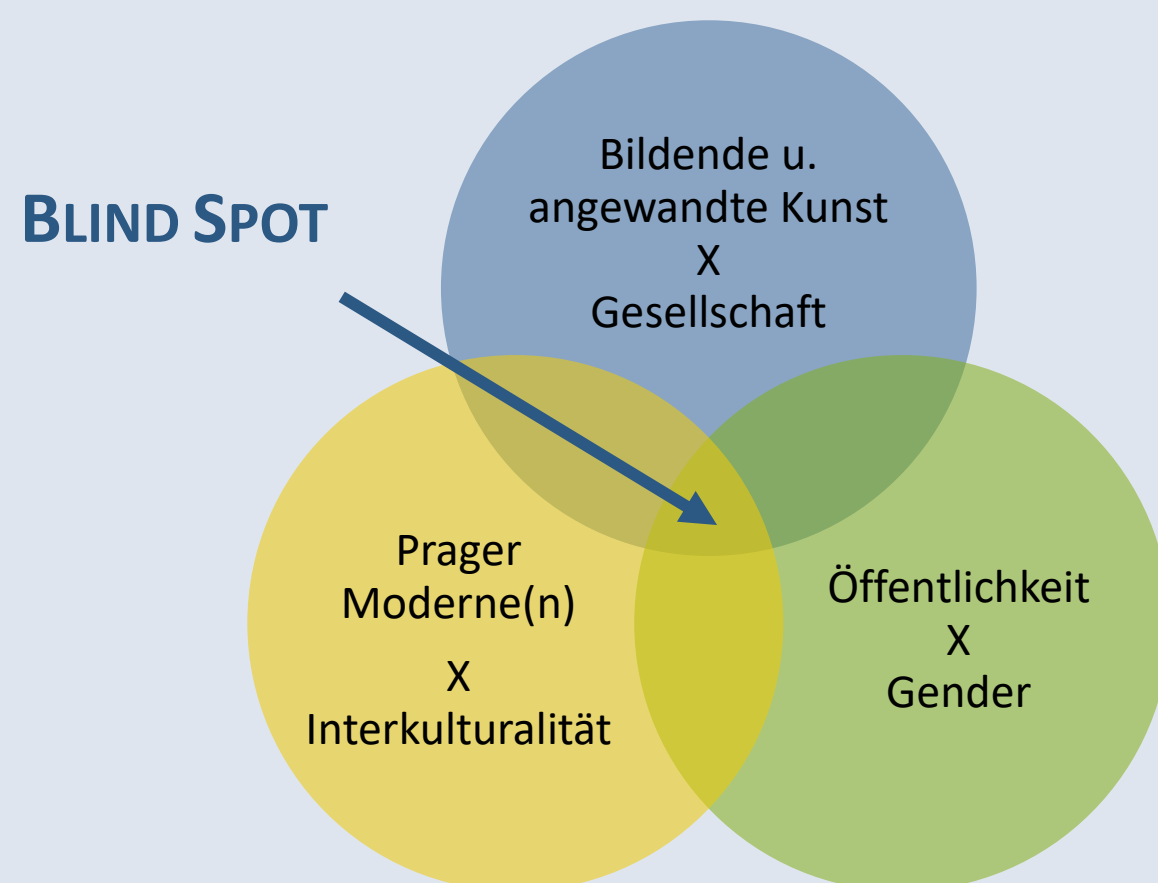 BLIND SPOT
Bildende u.
angewandte Kunst
X
Gesellschaft
Prager
Moderne(n)
X
Interkulturalität
Öffentlichkeit
X
Gender